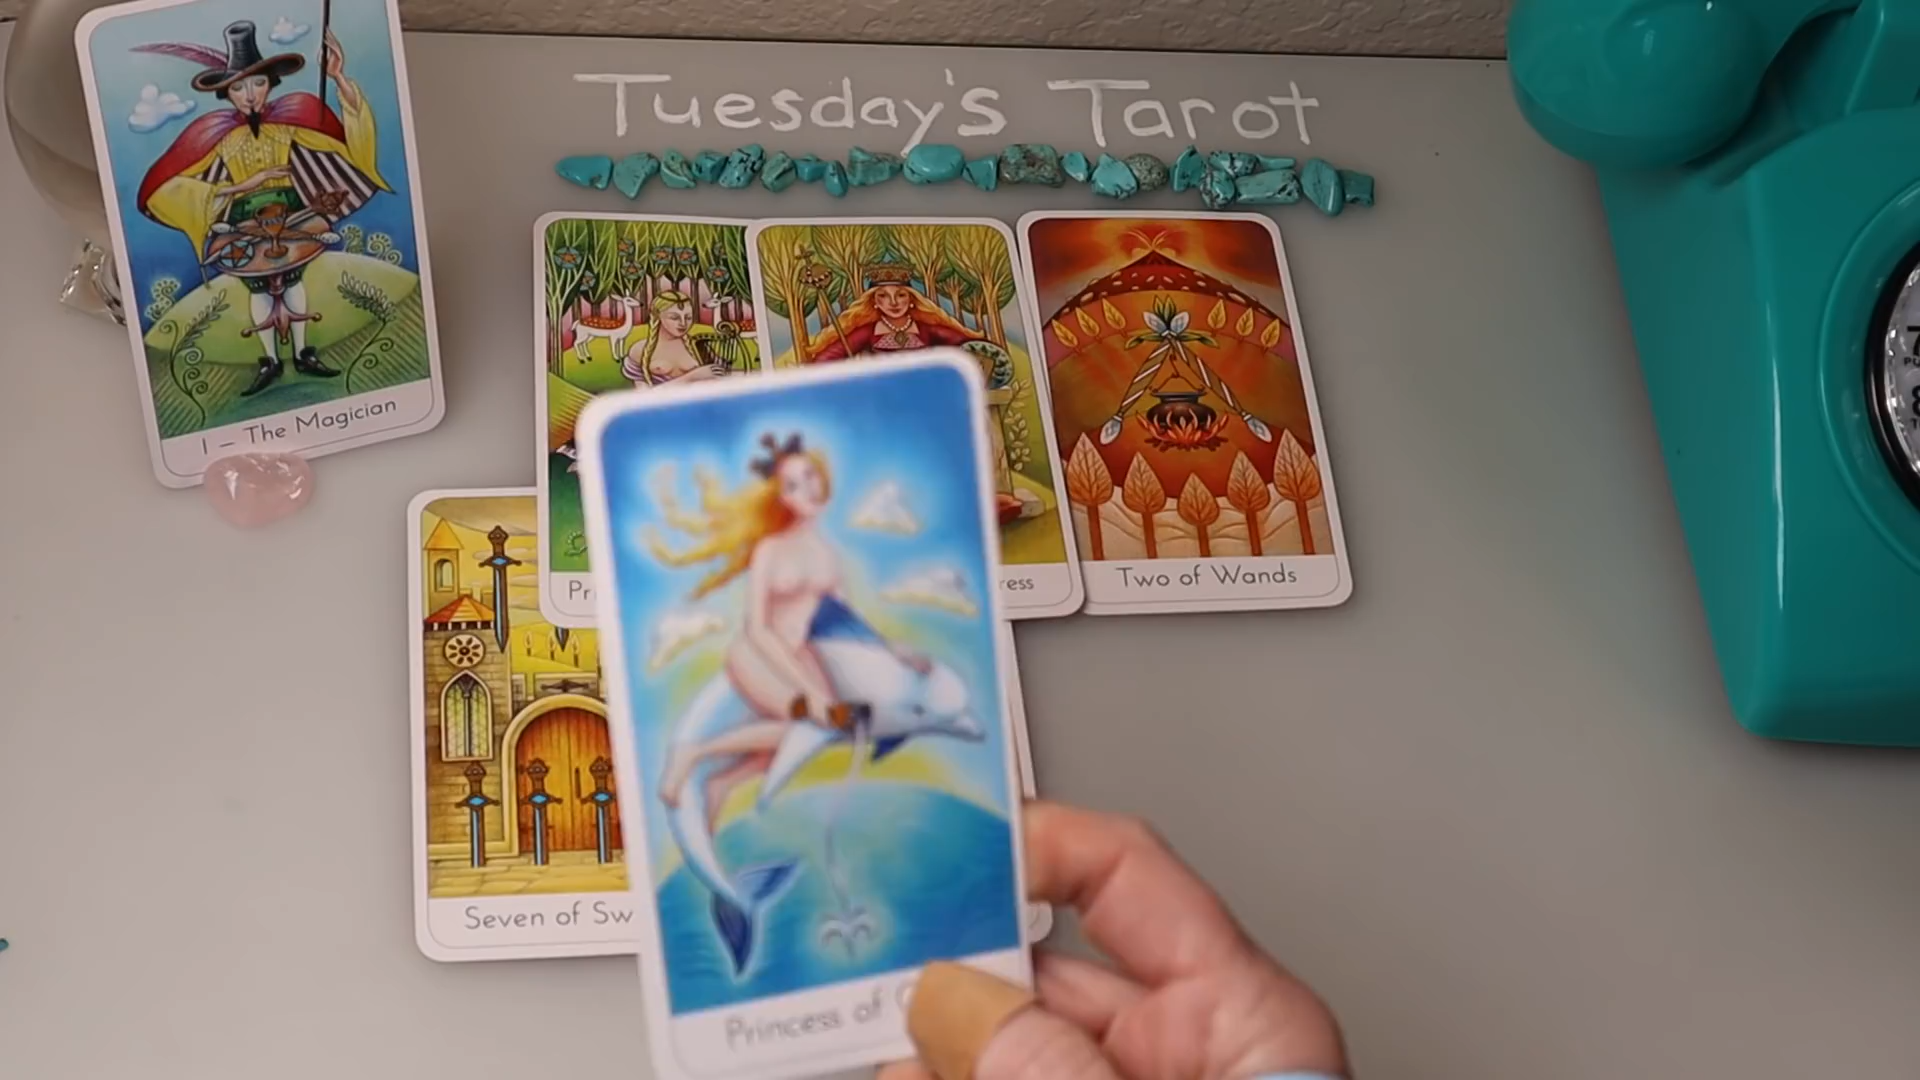 Tuesday's Tarot
I – The Magician
Two of Wands
Seven of Sw
Princess of